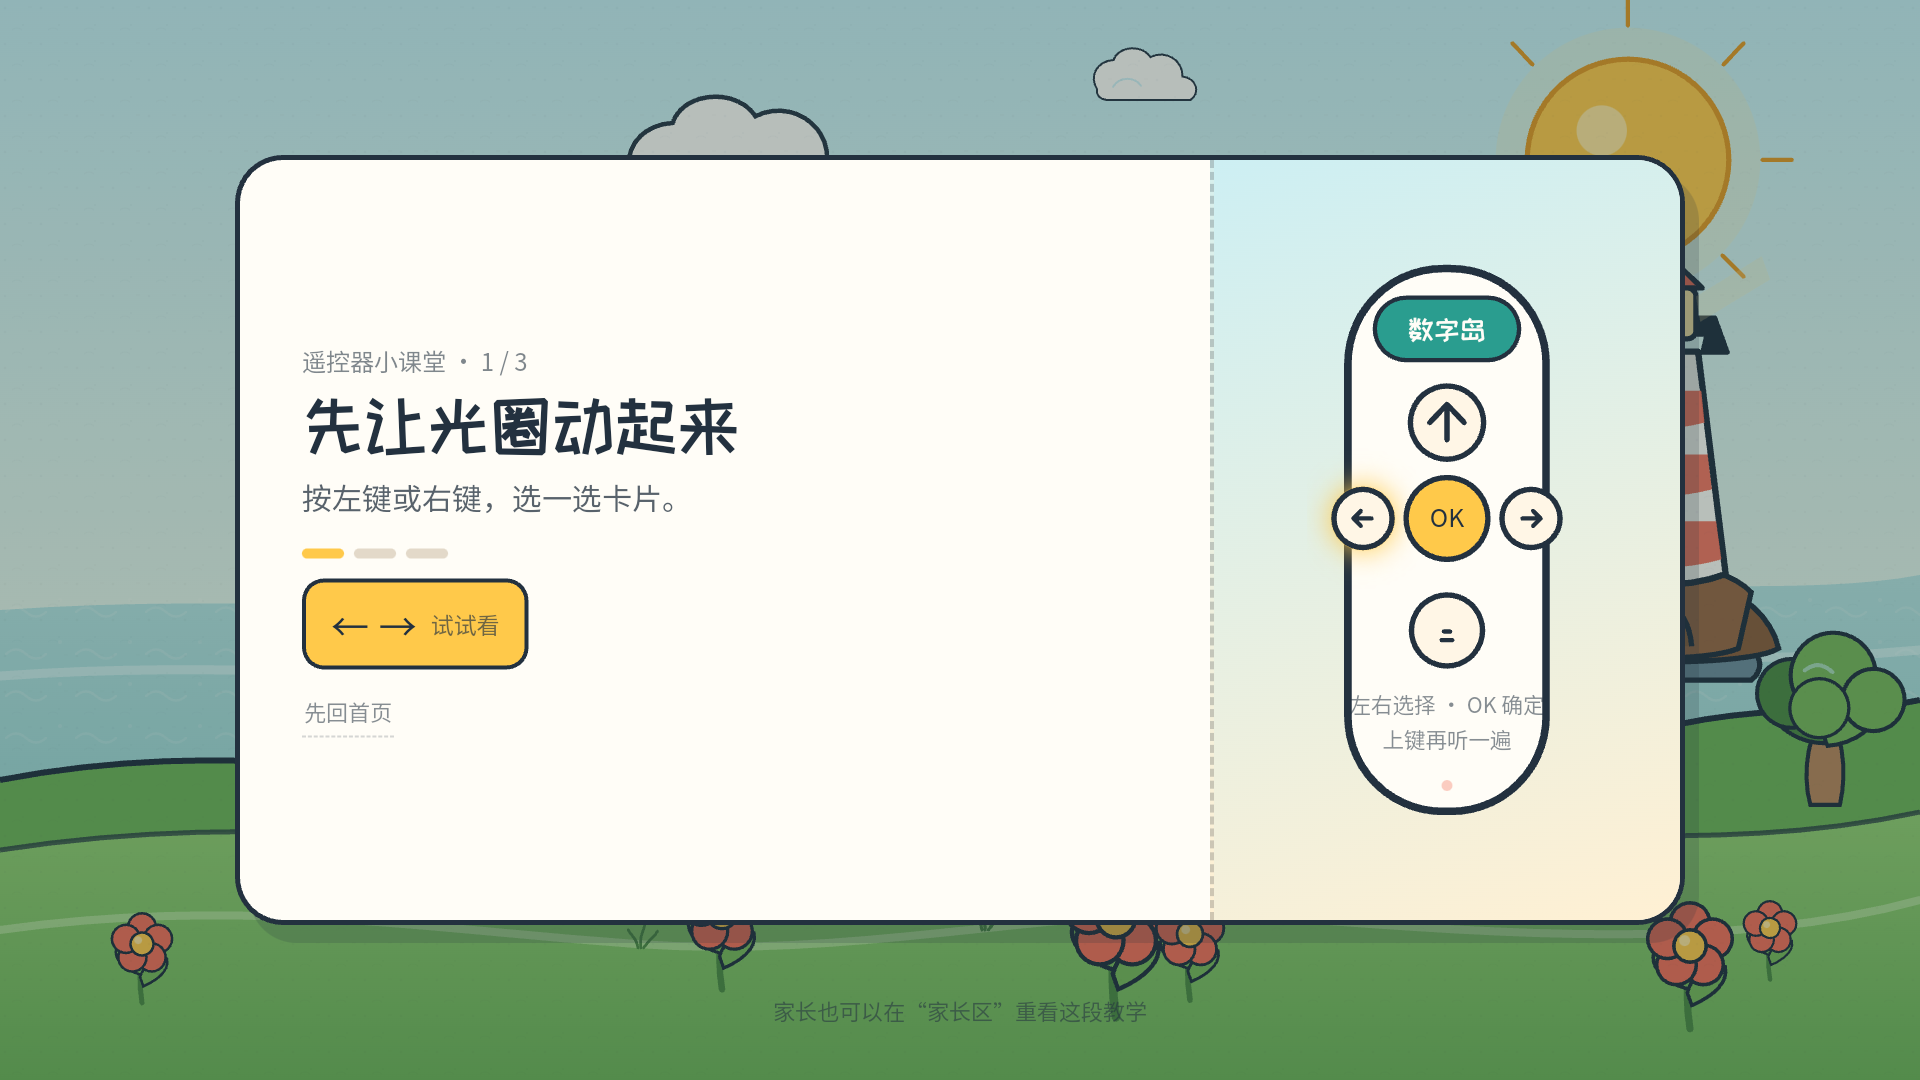 遥控器小课堂 · 1 / 3
先让光圈动起来
按左键或右键，选一选卡片。
← → 试试看
先回首页
数字岛
↑
← OK →
左右选择 · OK 确定
上键再听一遍
家长也可以在“家长区”重看这段教学